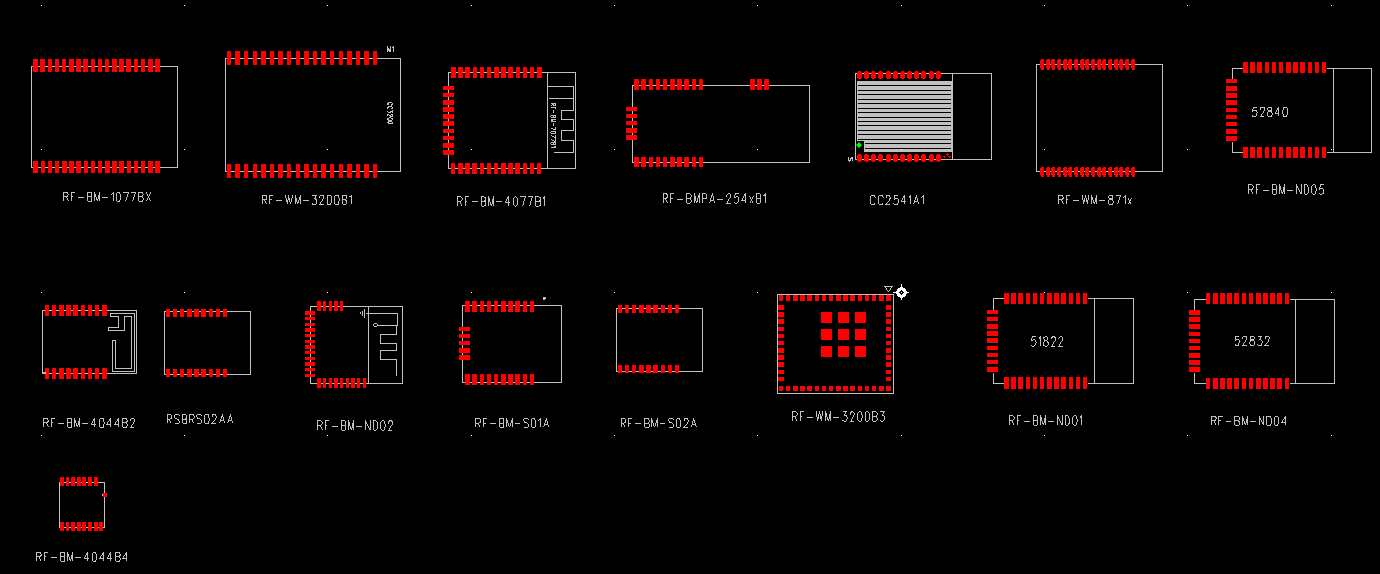 M1
CC3200
RF-BM-7077B1
52840
S
RF-BM-1077BX
RF-WM-3200B1
RF-BM-4077B1
RF-BMPA-254xB1
CC2541A1
RF-WM-871x
RF-BM-ND05
51822
52832
RF-BM-4044B2
RSBRS02AA
RF-BM-ND02
RF-BM-S01A
RF-BM-S02A
RF-WM-3200B3
RF-BM-ND01
RF-BM-ND04
RF-BM-4044B4